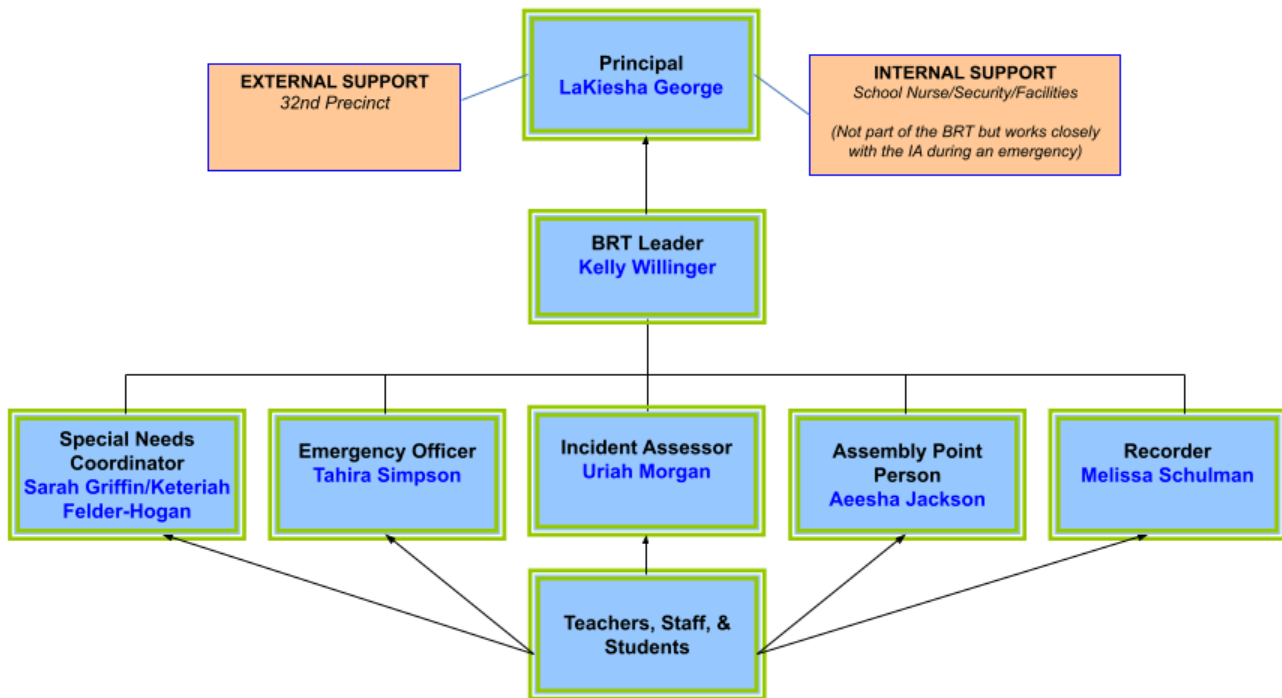 Principal
LaKiesha George
EXTERNAL SUPPORT
32nd Precinct
INTERNAL SUPPORT
School Nurse/Security/Facilities
(Not part of the BRT but works closely
with the IA during an emergency)
BRT Leader
Kelly Willinger
Special Needs
Coordinator
Sarah Griffin/Keteriah
Felder-Hogan
Emergency Officer
Tahira Simpson
Incident Assessor
Uriah Morgan
Assembly Point
Person
Aeesha Jackson
Recorder
Melissa Schulman
Teachers, Staff, &
Students